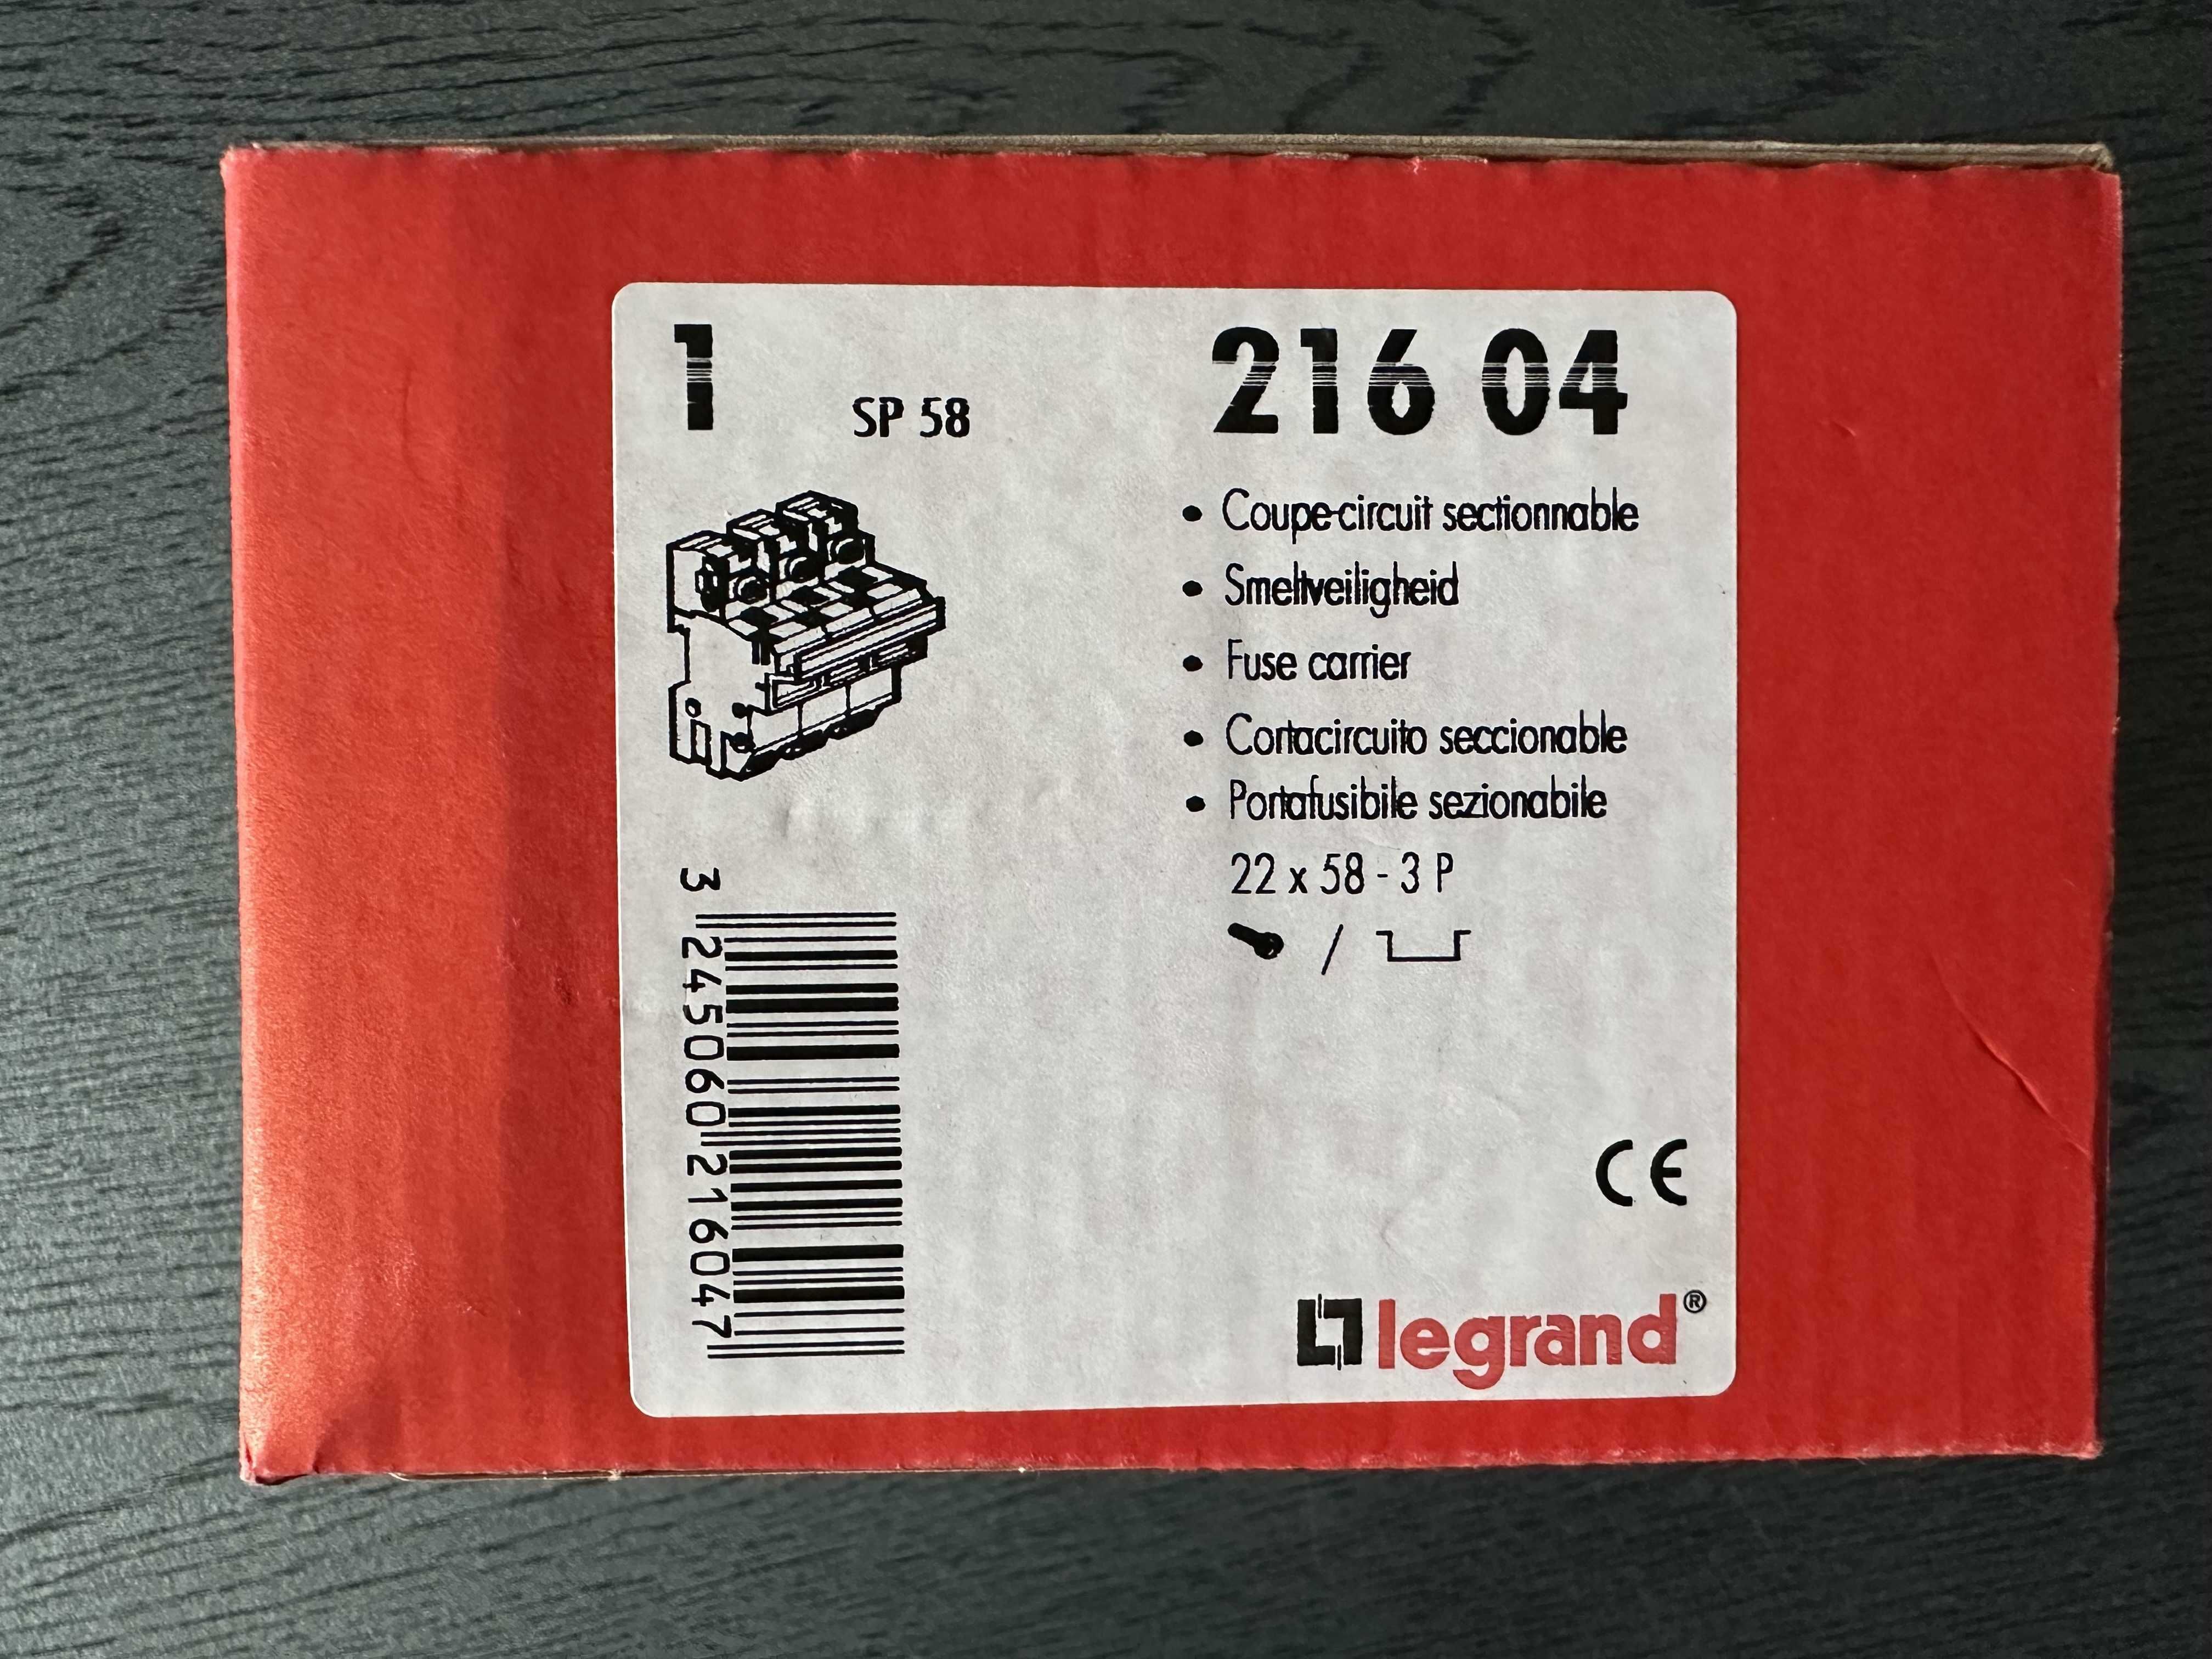 1
SP 58
216 04
• Coupe-circuit sectionnable
• Smeltveiligheid
• Fuse carrier
• Cortacircuito seccionable
• Portafusibile sezionabile
22 x 58 - 3 P
/
3 245060 216047
CE
legrand®